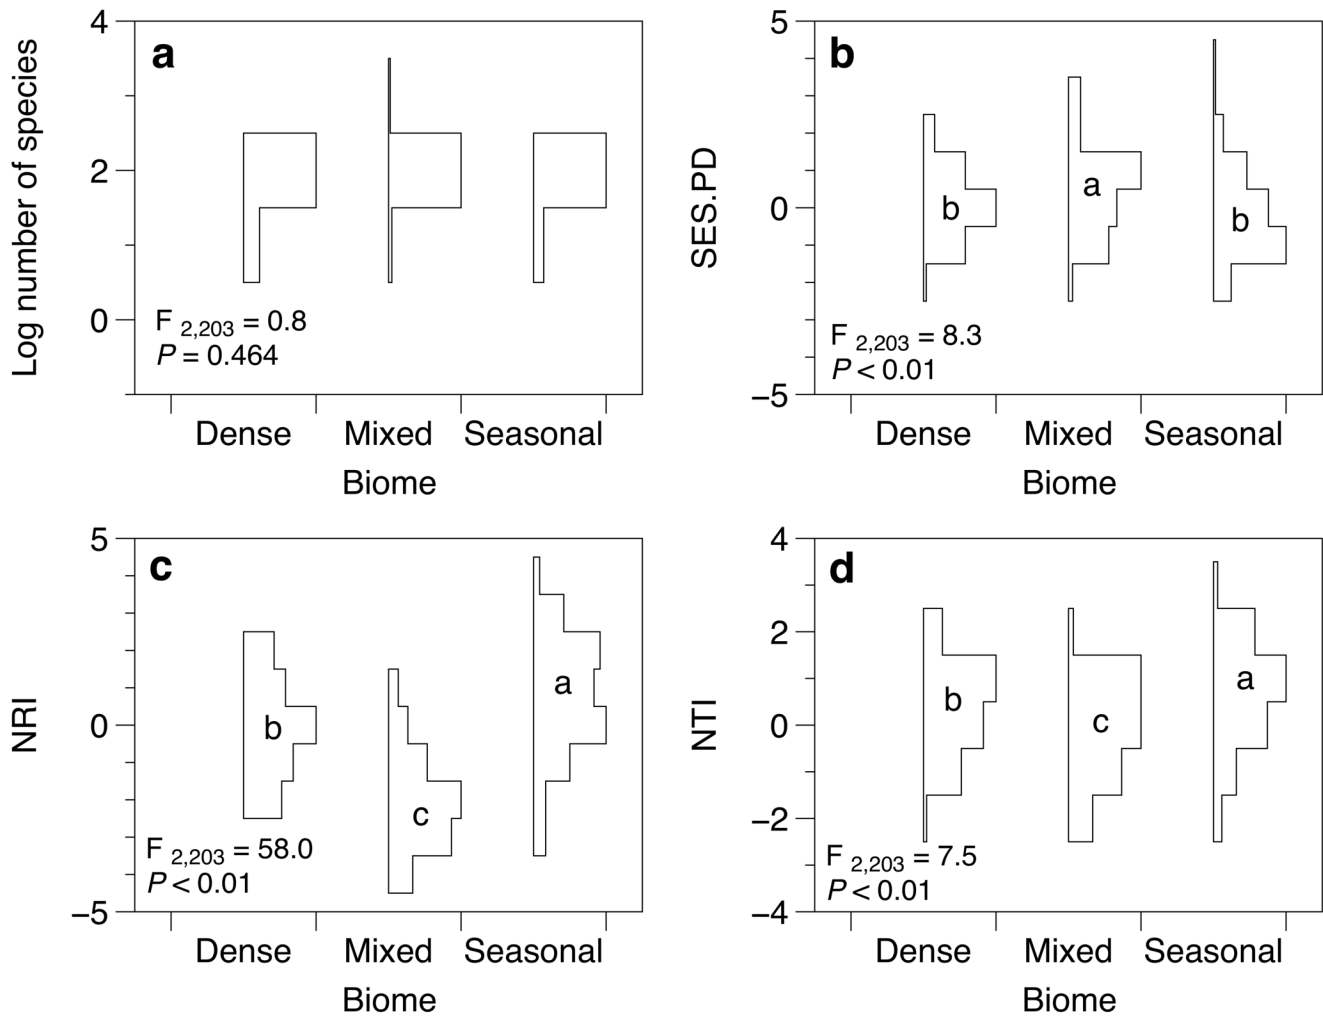 a
Log number of species
4
2
0
F 2,203 = 0.8
P = 0.464
Dense Mixed Seasonal
Biome
b
SES.PD
5
0
−5
b
a
b
F 2,203 = 8.3
P < 0.01
Dense Mixed Seasonal
Biome
c
NRI
5
0
−5
b
c
a
F 2,203 = 58.0
P < 0.01
Dense Mixed Seasonal
Biome
d
NTI
4
2
0
−2
−4
b
c
a
F 2,203 = 7.5
P < 0.01
Dense Mixed Seasonal
Biome